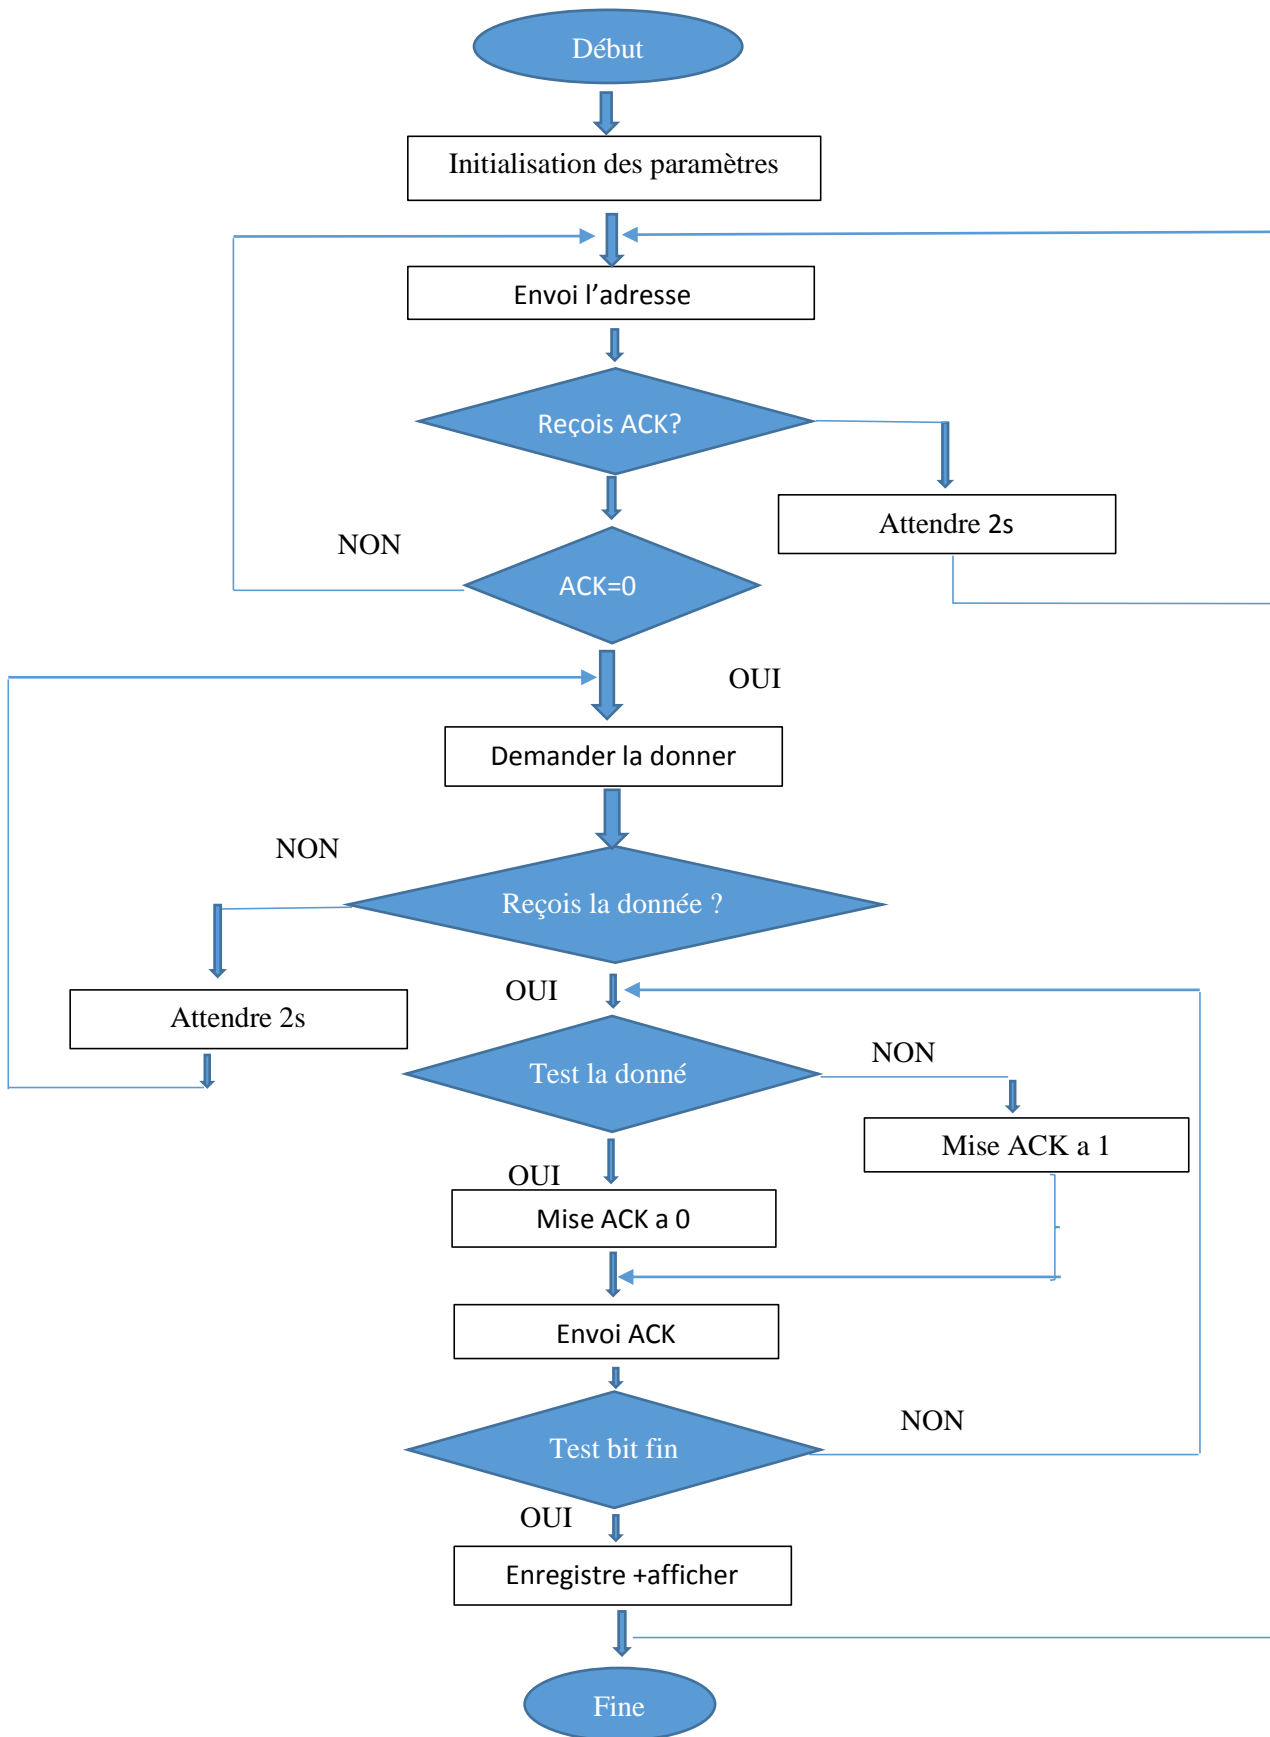 Début
Initialisation des paramètres
Envoi l’adresse
Reçois ACK?
Attendre 2s
NON
ACK=0
OUI
Demander la donner
NON
Reçois la donnée ?
OUI
Attendre 2s
NON
Test la donné
Mise ACK a 1
OUI
Mise ACK a 0
Envoi ACK
NON
Test bit fin
OUI
Enregistre +afficher
Fine